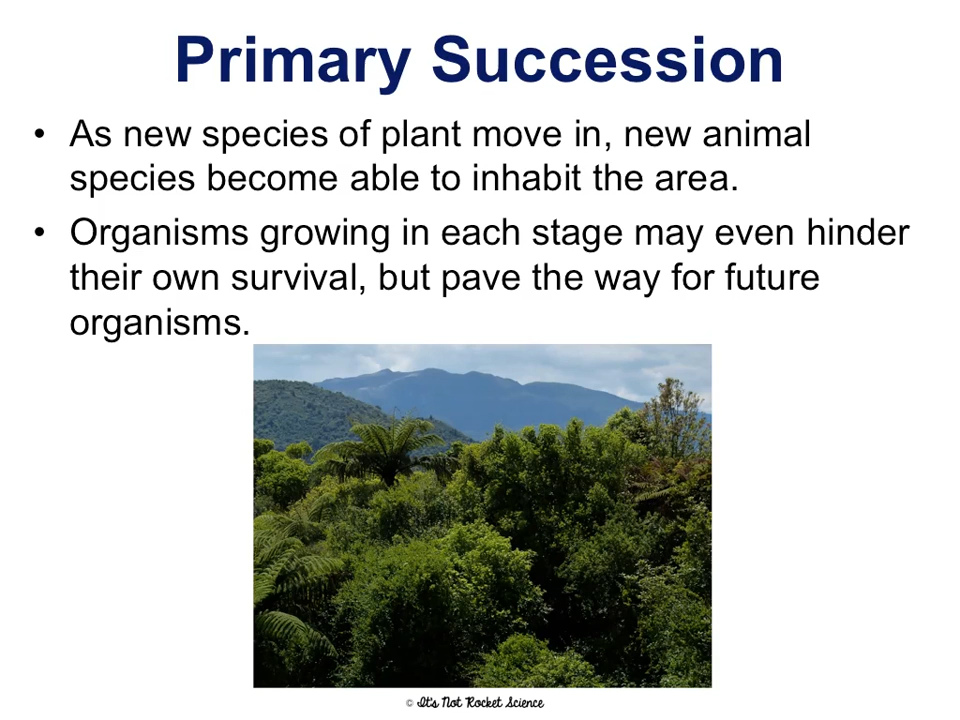 Primary Succession
• As new species of plant move in, new animal
species become able to inhabit the area.
• Organisms growing in each stage may even hinder
their own survival, but pave the way for future
organisms.
© It's Not Rocket Science